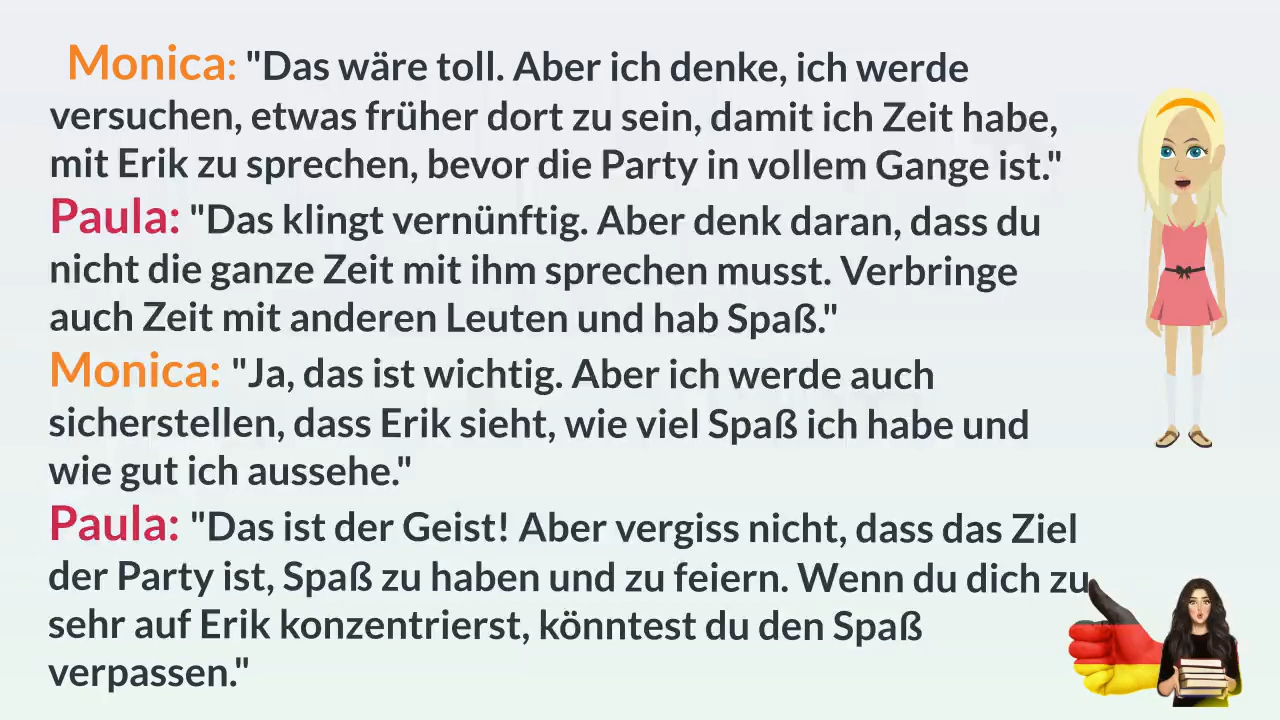 Monica: "Das wäre toll. Aber ich denke, ich werde
versuchen, etwas früher dort zu sein, damit ich Zeit habe,
mit Erik zu sprechen, bevor die Party in vollem Gange ist."
Paula: "Das klingt vernünftig. Aber denk daran, dass du
nicht die ganze Zeit mit ihm sprechen musst. Verbringe
auch Zeit mit anderen Leuten und hab Spaß."
Monica: "Ja, das ist wichtig. Aber ich werde auch
sicherstellen, dass Erik sieht, wie viel Spaß ich habe und
wie gut ich aussehe."
Paula: "Das ist der Geist! Aber vergiss nicht, dass das Ziel
der Party ist, Spaß zu haben und zu feiern. Wenn du dich zu
sehr auf Erik konzentrierst, könntest du den Spaß
verpassen."